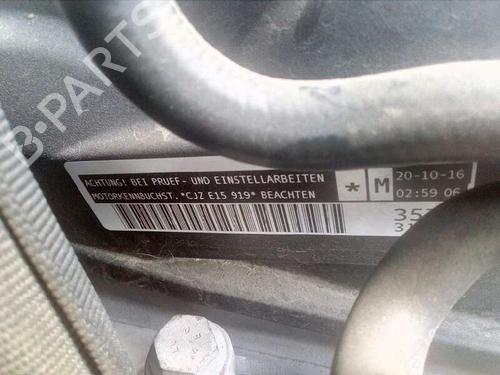 B-PARTS
ACHTUNG! BEI PRUEF- UND EINSTELLARBEITEN
MOTORKENNBUCHST. *CJZ E15 919* BEACHTEN
* M
20-10-16
02:59 06